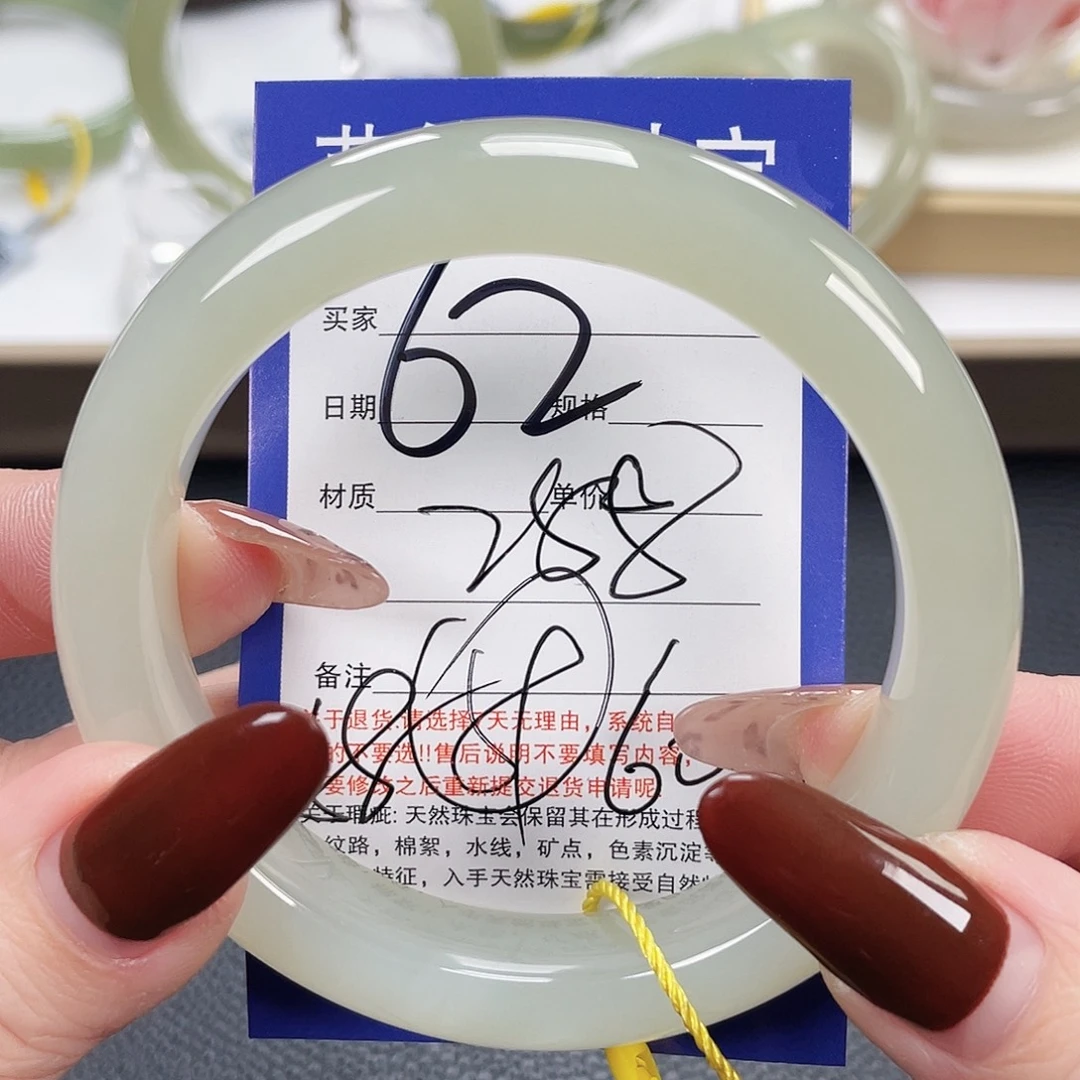 买家
62
日期 规格
材质 单价
288
备注
于退货:请选择7天无理由，系统自
的不要选!!售后说明不要填写内容，
要修改之后重新提交退货申请呢
关于瑕疵: 天然珠宝会保留其在形成过程
纹路，棉絮，水线，矿点，色素沉淀等
特征，入手天然珠宝需接受自然